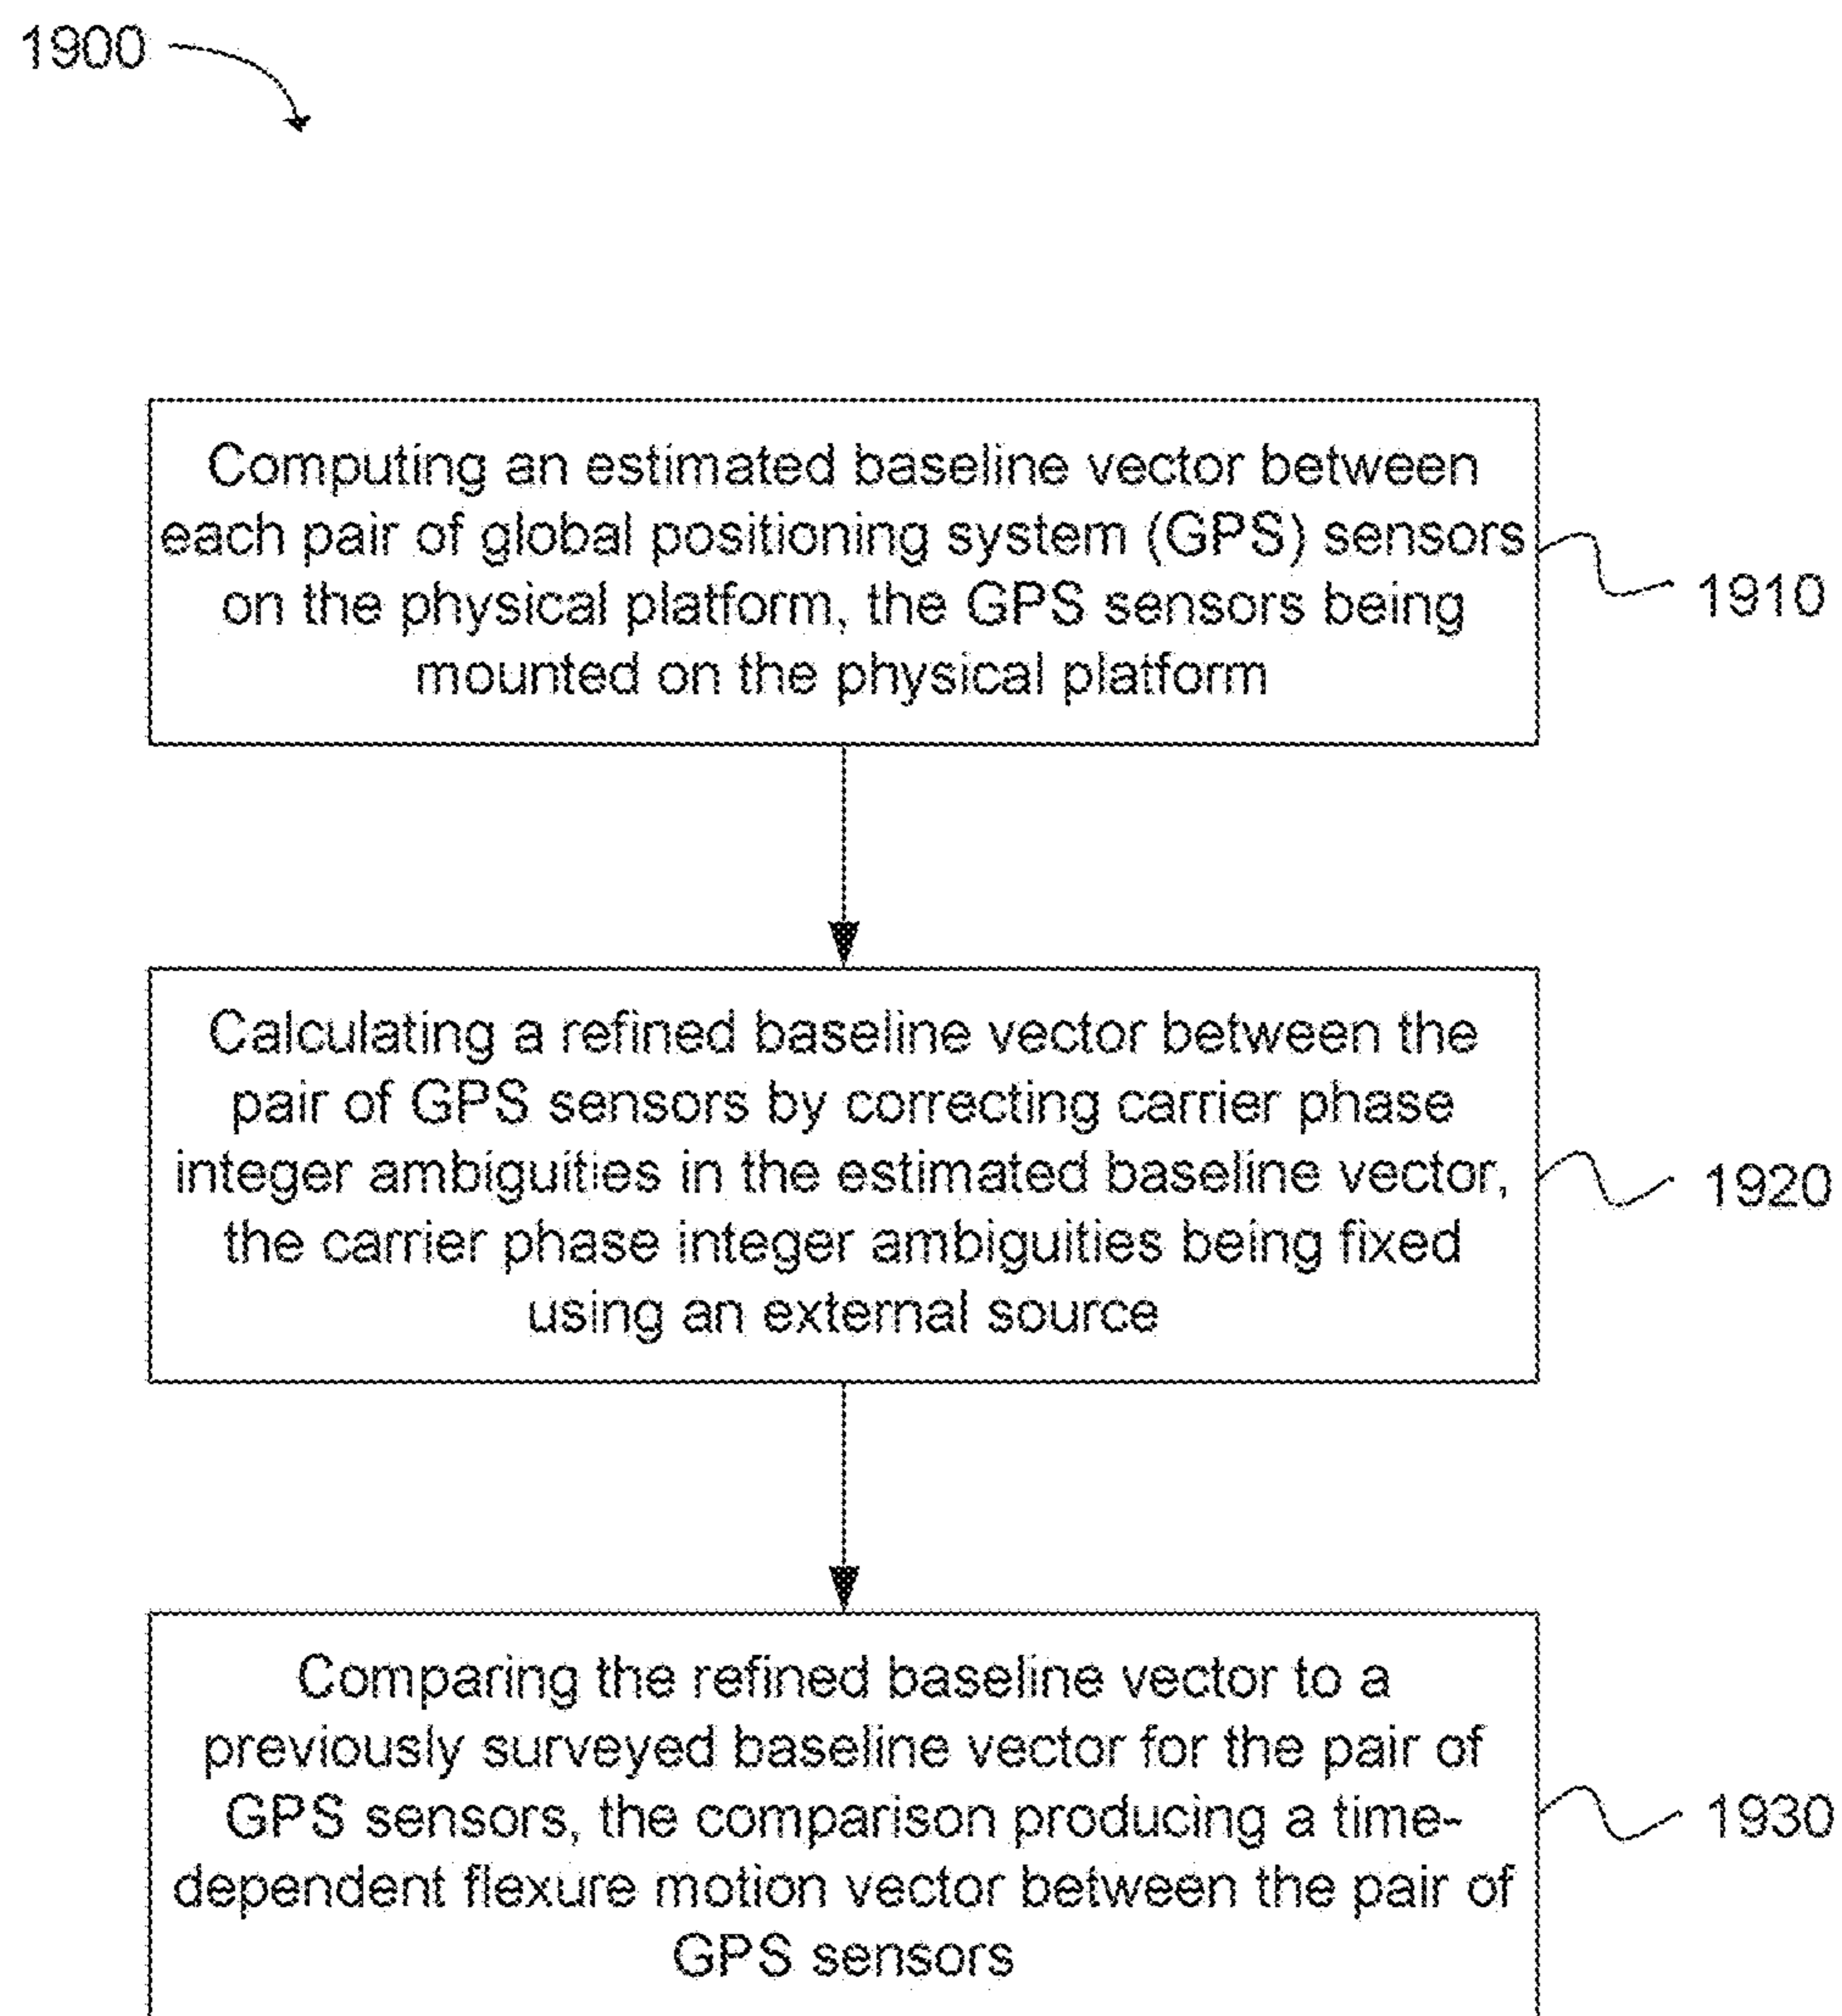 1900
Computing an estimated baseline vector between
each pair of global positioning system (GPS) sensors
on the physical platform, the GPS sensors being
mounted on the physical platform
1910
Calculating a refined baseline vector between the
pair of GPS sensors by correcting carrier phase
integer ambiguities in the estimated baseline vector,
the carrier phase integer ambiguities being fixed
using an external source
1920
Comparing the refined baseline vector to a
previously surveyed baseline vector for the pair of
GPS sensors, the comparison producing a time-
dependent flexure motion vector between the pair of
GPS sensors
1930